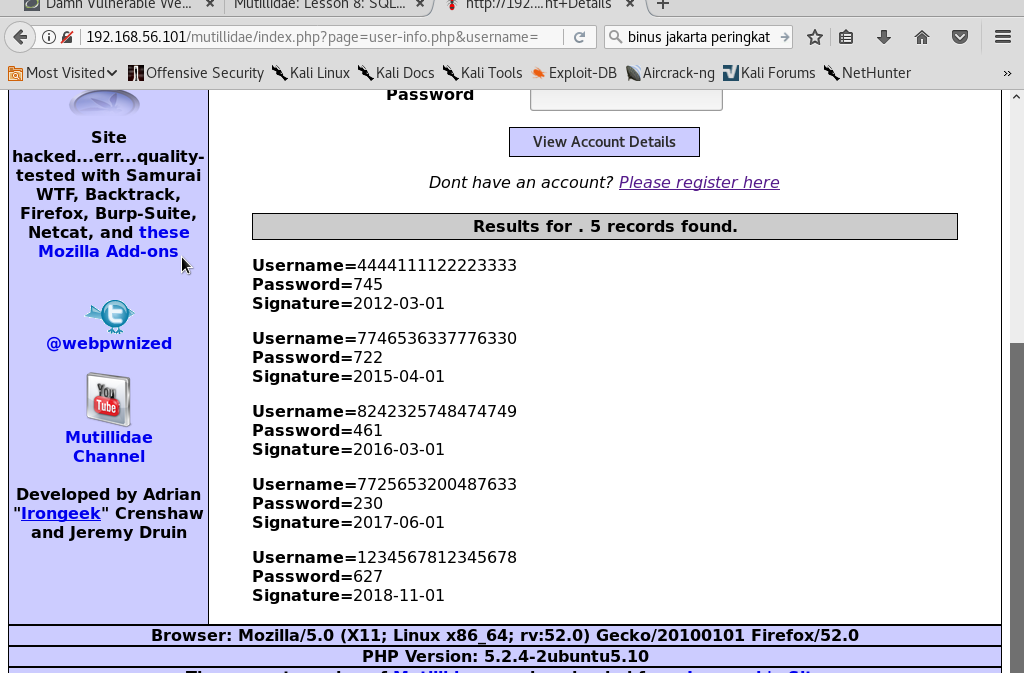 Damn Vulnerable We... × Mutillidae: Lesson 8: SQL... × http://192....nt+Details × +
192.168.56.101/mutillidae/index.php?page=user-info.php&username= binus jakarta peringkat
Most Visited Offensive Security Kali Linux Kali Docs Kali Tools Exploit-DB Aircrack-ng Kali Forums NetHunter »
Password
View Account Details
Dont have an account? Please register here
Results for . 5 records found.
Username=4444111122223333
Password=745
Signature=2012-03-01
Username=7746536337776330
Password=722
Signature=2015-04-01
Username=8242325748474749
Password=461
Signature=2016-03-01
Username=7725653200487633
Password=230
Signature=2017-06-01
Username=1234567812345678
Password=627
Signature=2018-11-01
Site
hacked...err...quality-
tested with Samurai
WTF, Backtrack,
Firefox, Burp-Suite,
Netcat, and these
Mozilla Add-ons
@webpwnized
You
Tube
Mutillidae
Channel
Developed by Adrian
"Irongeek" Crenshaw
and Jeremy Druin
Browser: Mozilla/5.0 (X11; Linux x86_64; rv:52.0) Gecko/20100101 Firefox/52.0
PHP Version: 5.2.4-2ubuntu5.10